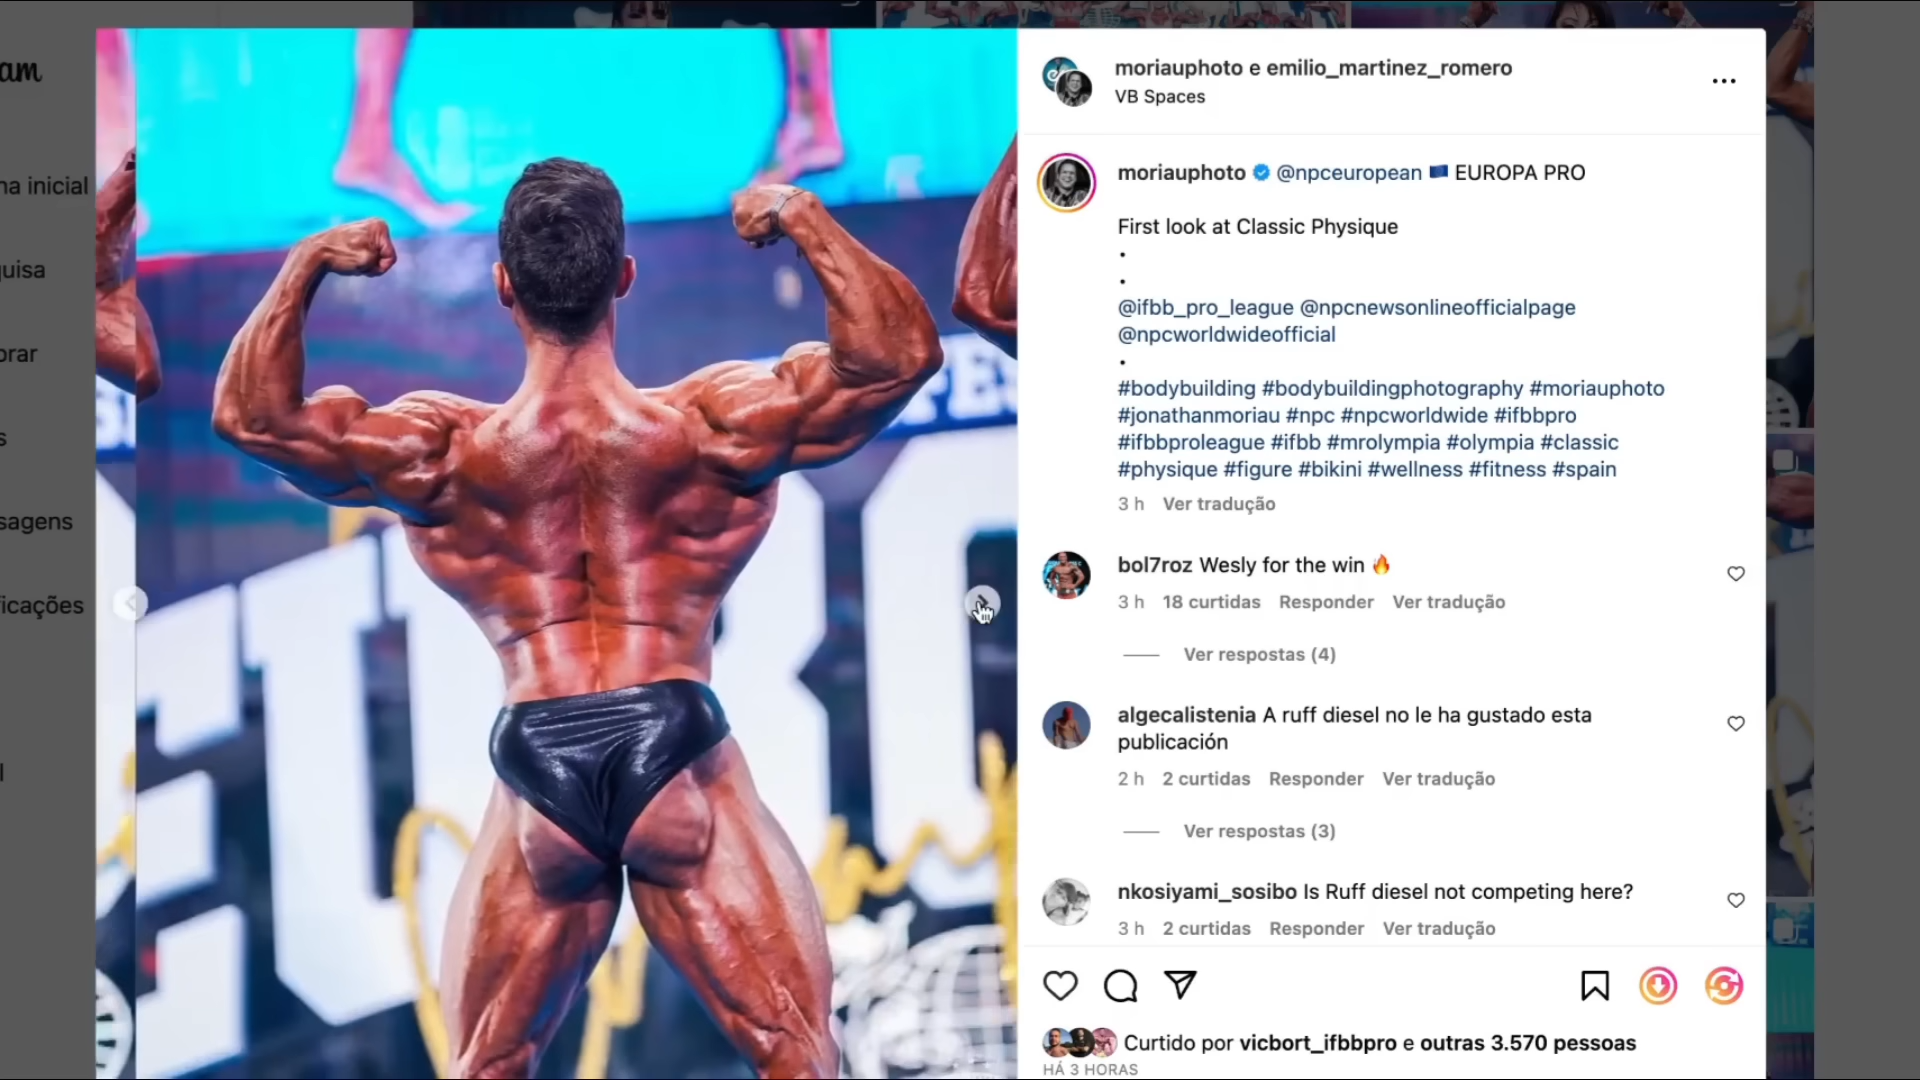 am
na inicial
quisa
orar
s
sagens
ficações
l
moriauphoto e emilio_martinez_romero
VB Spaces
moriauphoto @npceuropean 🇪🇺 EUROPA PRO
First look at Classic Physique
•
•
@ifbb_pro_league @npcnewsonlineofficialpage
@npcworldwideofficial
•
#bodybuilding #bodybuildingphotography #moriauphoto
#jonathanmoriau #npc #npcworldwide #ifbbpro
#ifbbproleague #ifbb #mrolympia #olympia #classic
#physique #figure #bikini #wellness #fitness #spain
3 h Ver tradução
bol7roz Wesly for the win 🔥
3 h 18 curtidas Responder Ver tradução
Ver respostas (4)
algecalistenia A ruff diesel no le ha gustado esta
publicación
2 h 2 curtidas Responder Ver tradução
Ver respostas (3)
nkosiyami_sosibo Is Ruff diesel not competing here?
3 h 2 curtidas Responder Ver tradução
Curtido por vicbort_ifbbpro e outras 3.570 pessoas
HÁ 3 HORAS